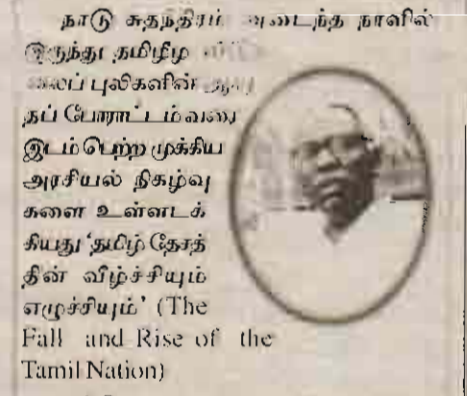 நாடு சுதந்திரம் அடைந்த நாளில்
இருந்து தமிழீழ
லைப் புலிகளின்
தப் போராட்டம் வரை
இடம்பெற்ற முக்கிய
அரசியல் நிகழ்வு
களை உள்ளடக்
கியது ‘தமிழ் தேசத்
தின் வீழ்ச்சியும்
எழுச்சியும்’ (The
Fall and Rise of the
Tamil Nation)